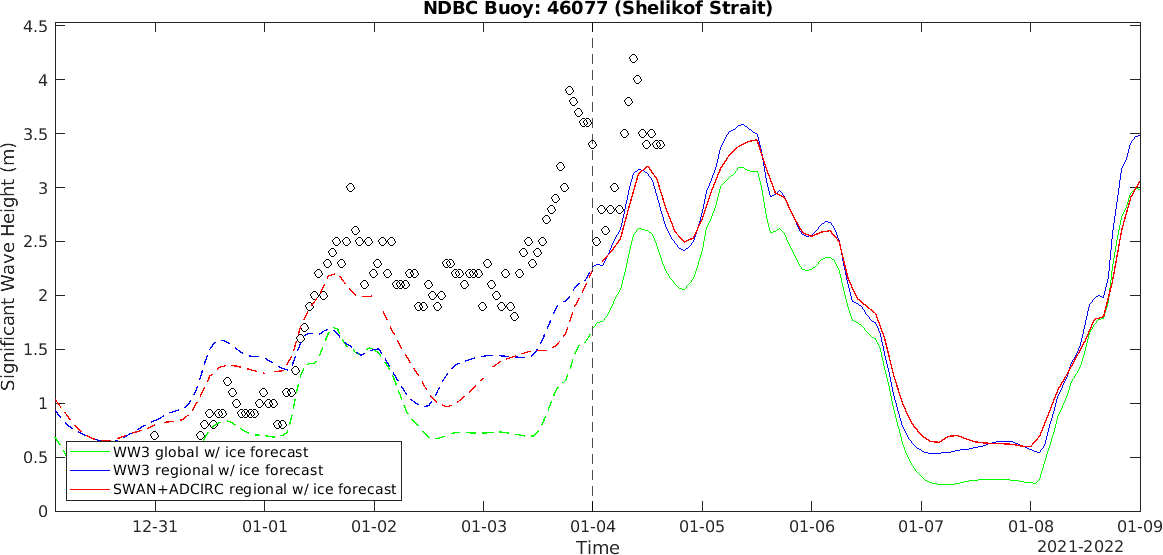 NDBC Buoy: 46077 (Shelikof Strait)
Significant Wave Height (m)
4.5
4
3.5
3
2.5
2
1.5
1
0.5
0
WW3 global w/ ice forecast
WW3 regional w/ ice forecast
SWAN+ADCIRC regional w/ ice forecast
12-31 01-01 01-02 01-03 01-04 01-05 01-06 01-07 01-08 01-09
Time
2021-2022